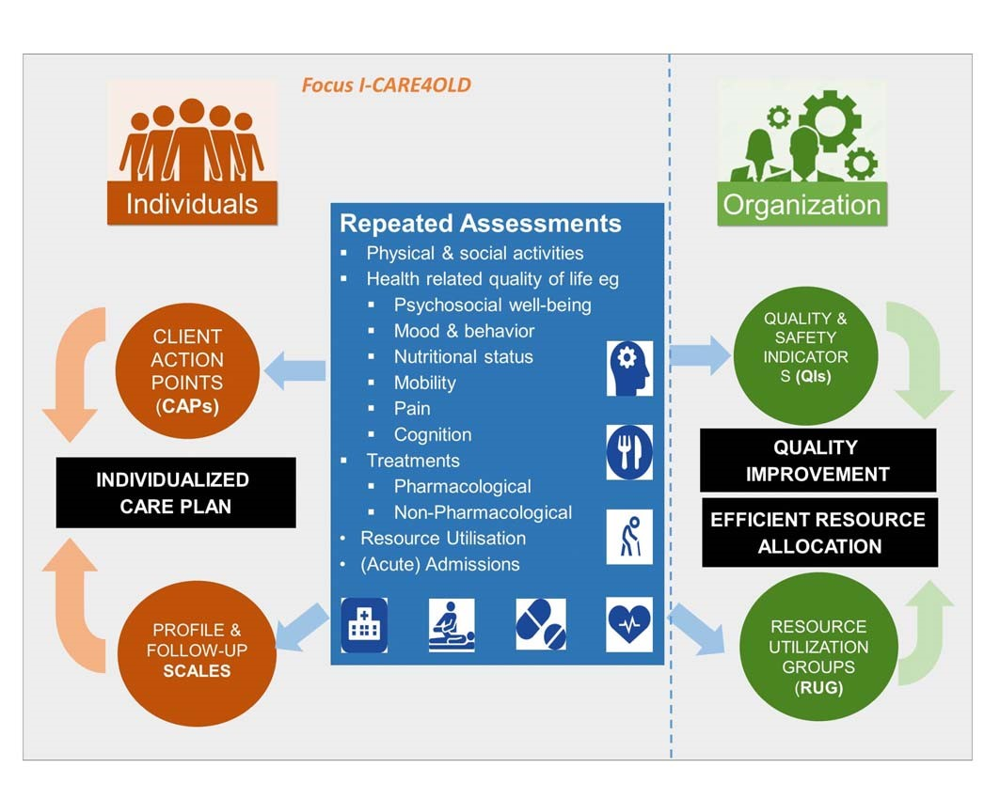 Focus I-CARE4OLD
Individuals
Organization
Repeated Assessments
▪ Physical & social activities
▪ Health related quality of life eg
▪ Psychosocial well-being
▪ Mood & behavior
▪ Nutritional status
▪ Mobility
▪ Pain
▪ Cognition
▪ Treatments
▪ Pharmacological
▪ Non-Pharmacological
• Resource Utilisation
• (Acute) Admissions
CLIENT
ACTION
POINTS
(CAPs)
INDIVIDUALIZED
CARE PLAN
PROFILE &
FOLLOW-UP
SCALES
QUALITY &
SAFETY
INDICATOR
S (QIs)
QUALITY
IMPROVEMENT
EFFICIENT RESOURCE
ALLOCATION
RESOURCE
UTILIZATION
GROUPS
(RUG)